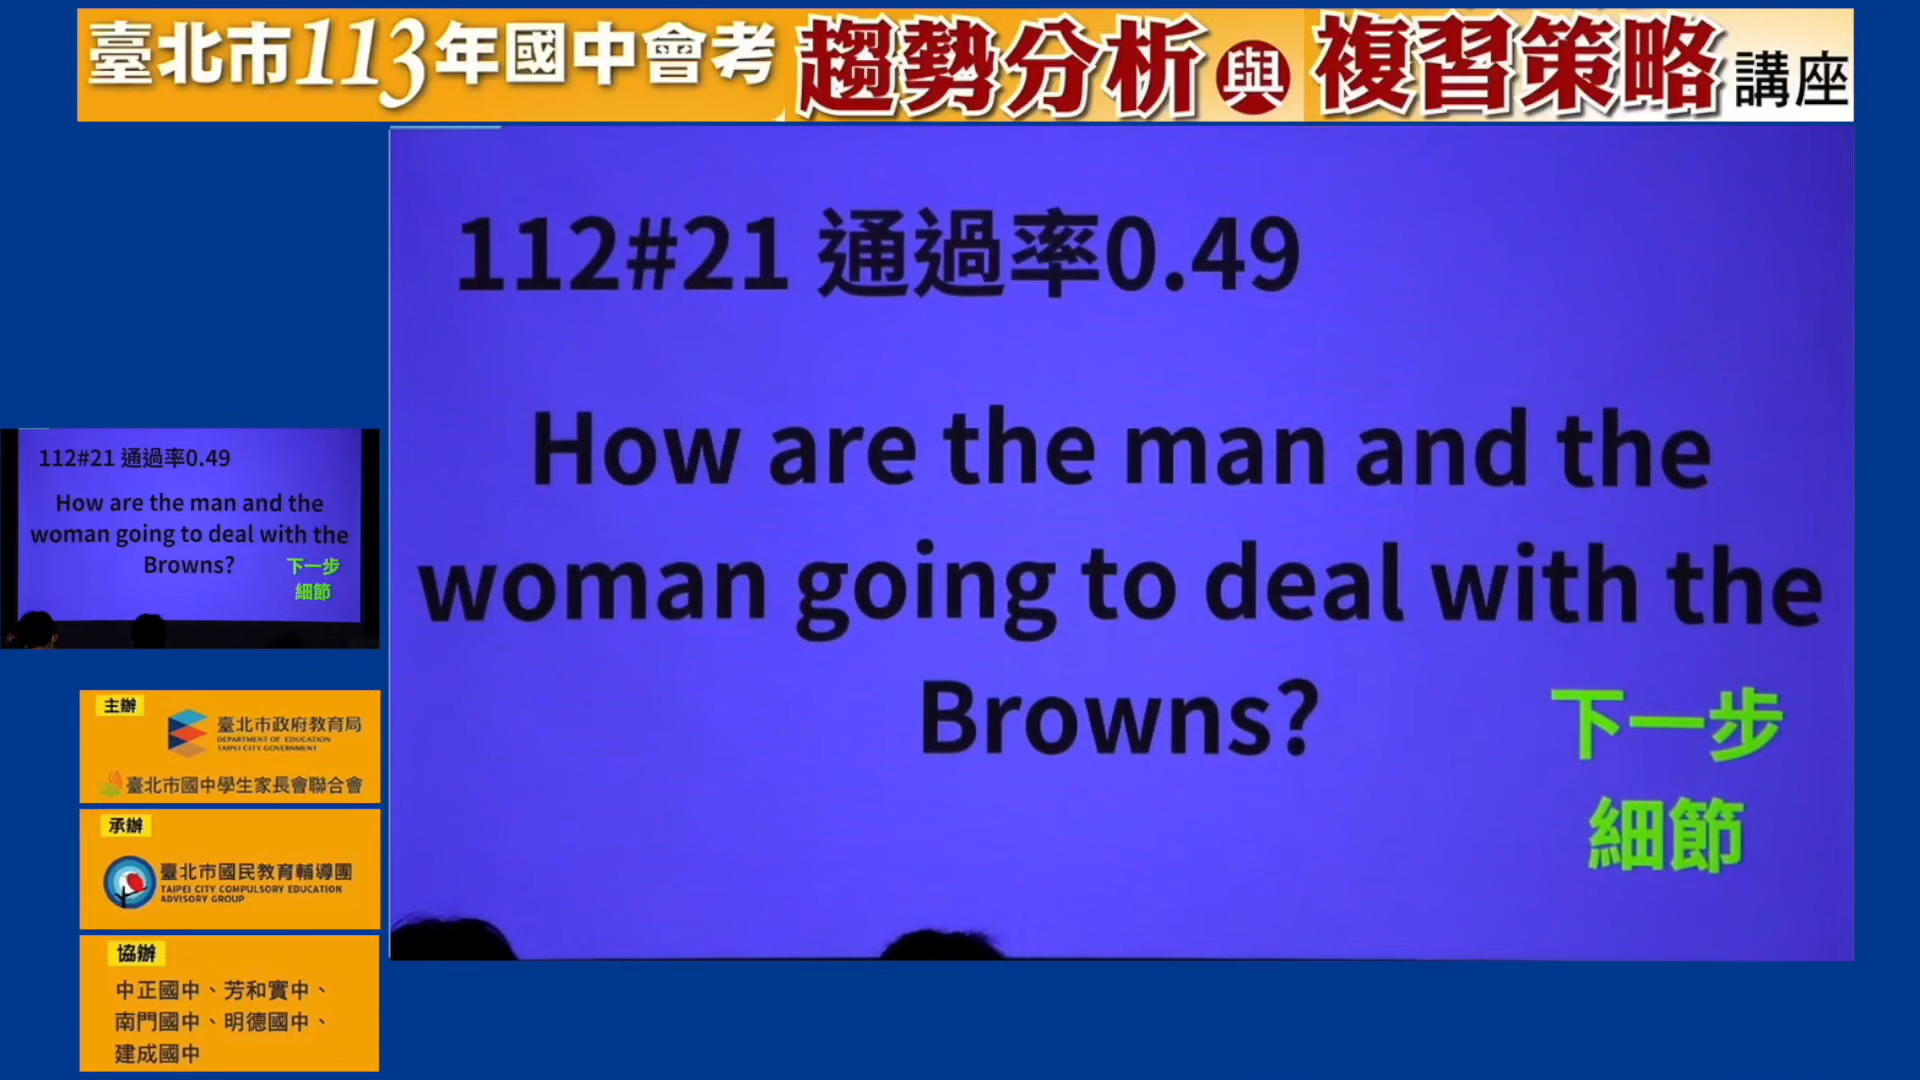 臺北市113年國中會考 趨勢分析與複習策略講座
112#21 通過率0.49
How are the man and the
woman going to deal with the
Browns?
下一步
細節
112#21 通過率0.49
How are the man and the
woman going to deal with the
Browns?
下一步
細節
主辦
臺北市政府教育局
DEPARTMENT OF EDUCATION
TAIPEI CITY GOVERNMENT
臺北市國中學生家長會聯合會
承辦
臺北市國民教育輔導團
TAIPEI CITY COMPULSORY EDUCATION
ADVISORY GROUP
協辦
中正國中、芳和實中、
南門國中、明德國中、
建成國中